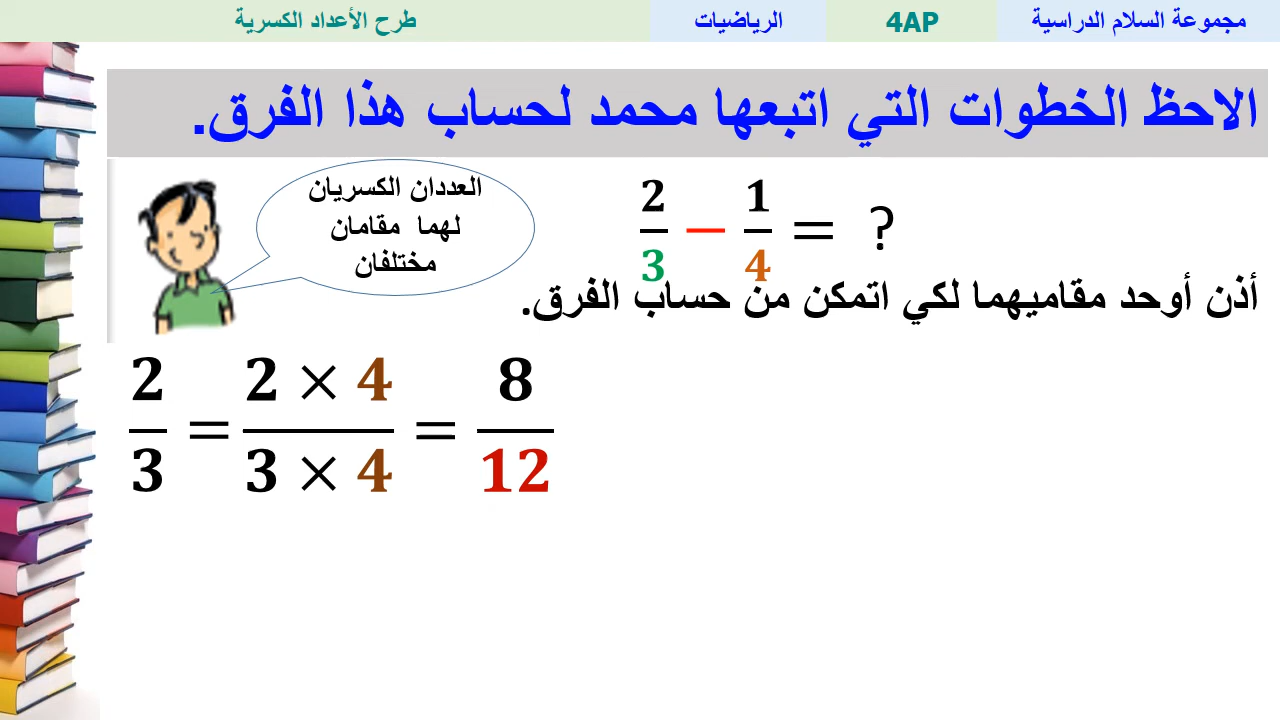 مجموعة السلام الدراسية 4AP الرياضيات طرح الأعداد الكسرية
الاحظ الخطوات التي اتبعها محمد لحساب هذا الفرق.
العددان الكسريان
لهما مقامان
مختلفان
2/3 − 1/4 = ?
أذن أوحد مقاميهما لكي اتمكن من حساب الفرق.
2/3 = 2 × 4 / 3 × 4 = 8/12